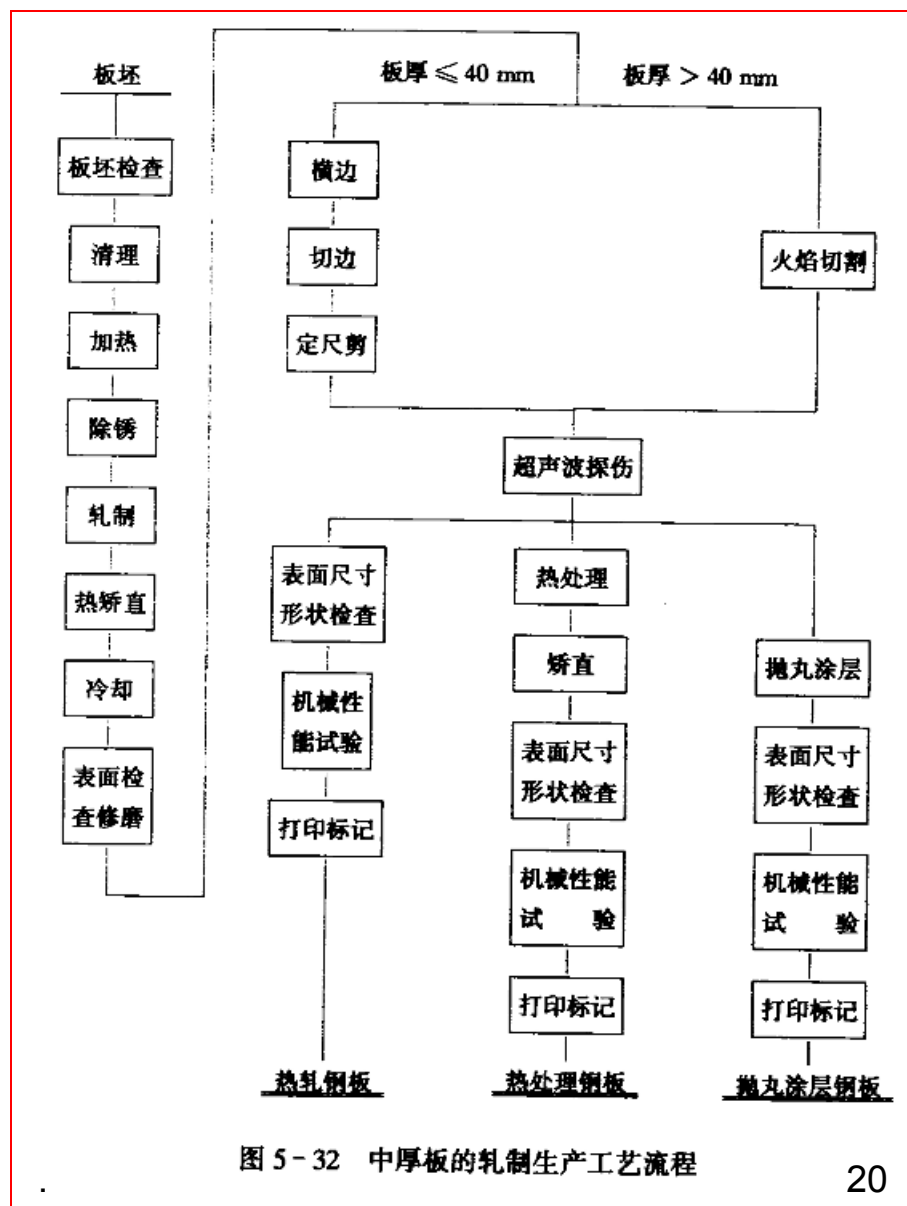 板坯
板坯检查
清理
加热
除锈
轧制
热矫直
冷却
表面检
查修磨
板厚 ≤ 40 mm
板厚 > 40 mm
横边
切边
定尺剪
火焰切割
超声波探伤
表面尺寸
形状检查
机械性
能试验
打印标记
热轧钢板
热处理
矫直
表面尺寸
形状检查
机械性能
试 验
打印标记
热处理钢板
抛丸涂层
表面尺寸
形状检查
机械性能
试 验
打印标记
抛丸涂层钢板
图 5-32 中厚板的轧制生产工艺流程
.
20